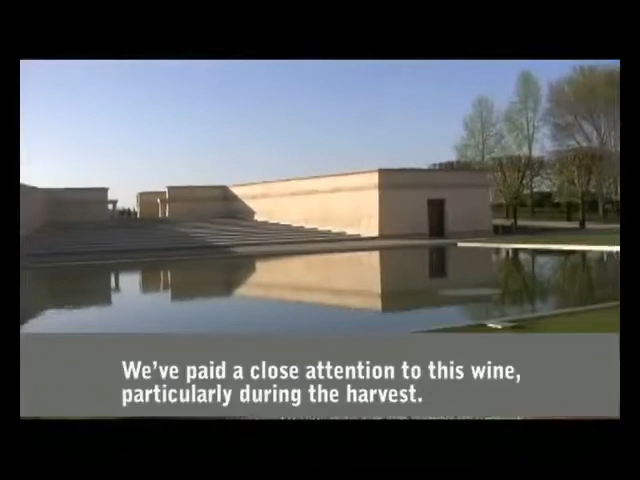 We've paid a close attention to this wine,
particularly during the harvest.